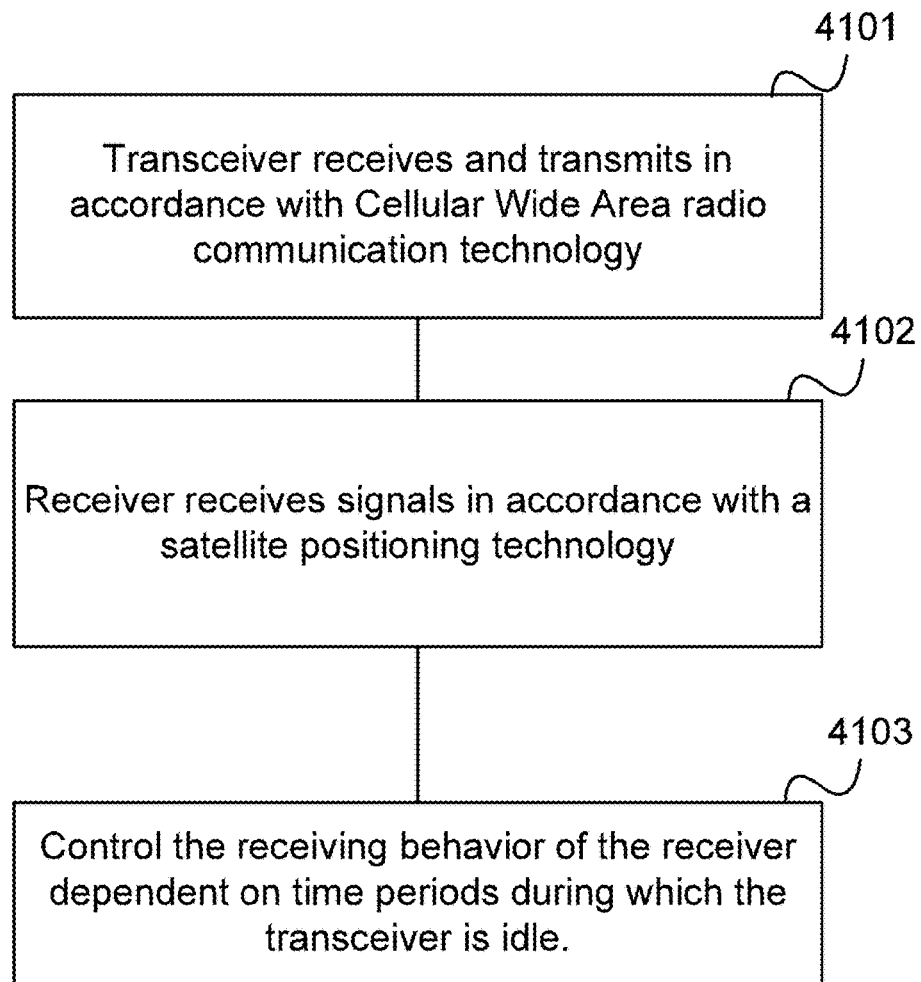 4101
Transceiver receives and transmits in
accordance with Cellular Wide Area radio
communication technology
4102
Receiver receives signals in accordance with a
satellite positioning technology
4103
Control the receiving behavior of the receiver
dependent on time periods during which the
transceiver is idle.